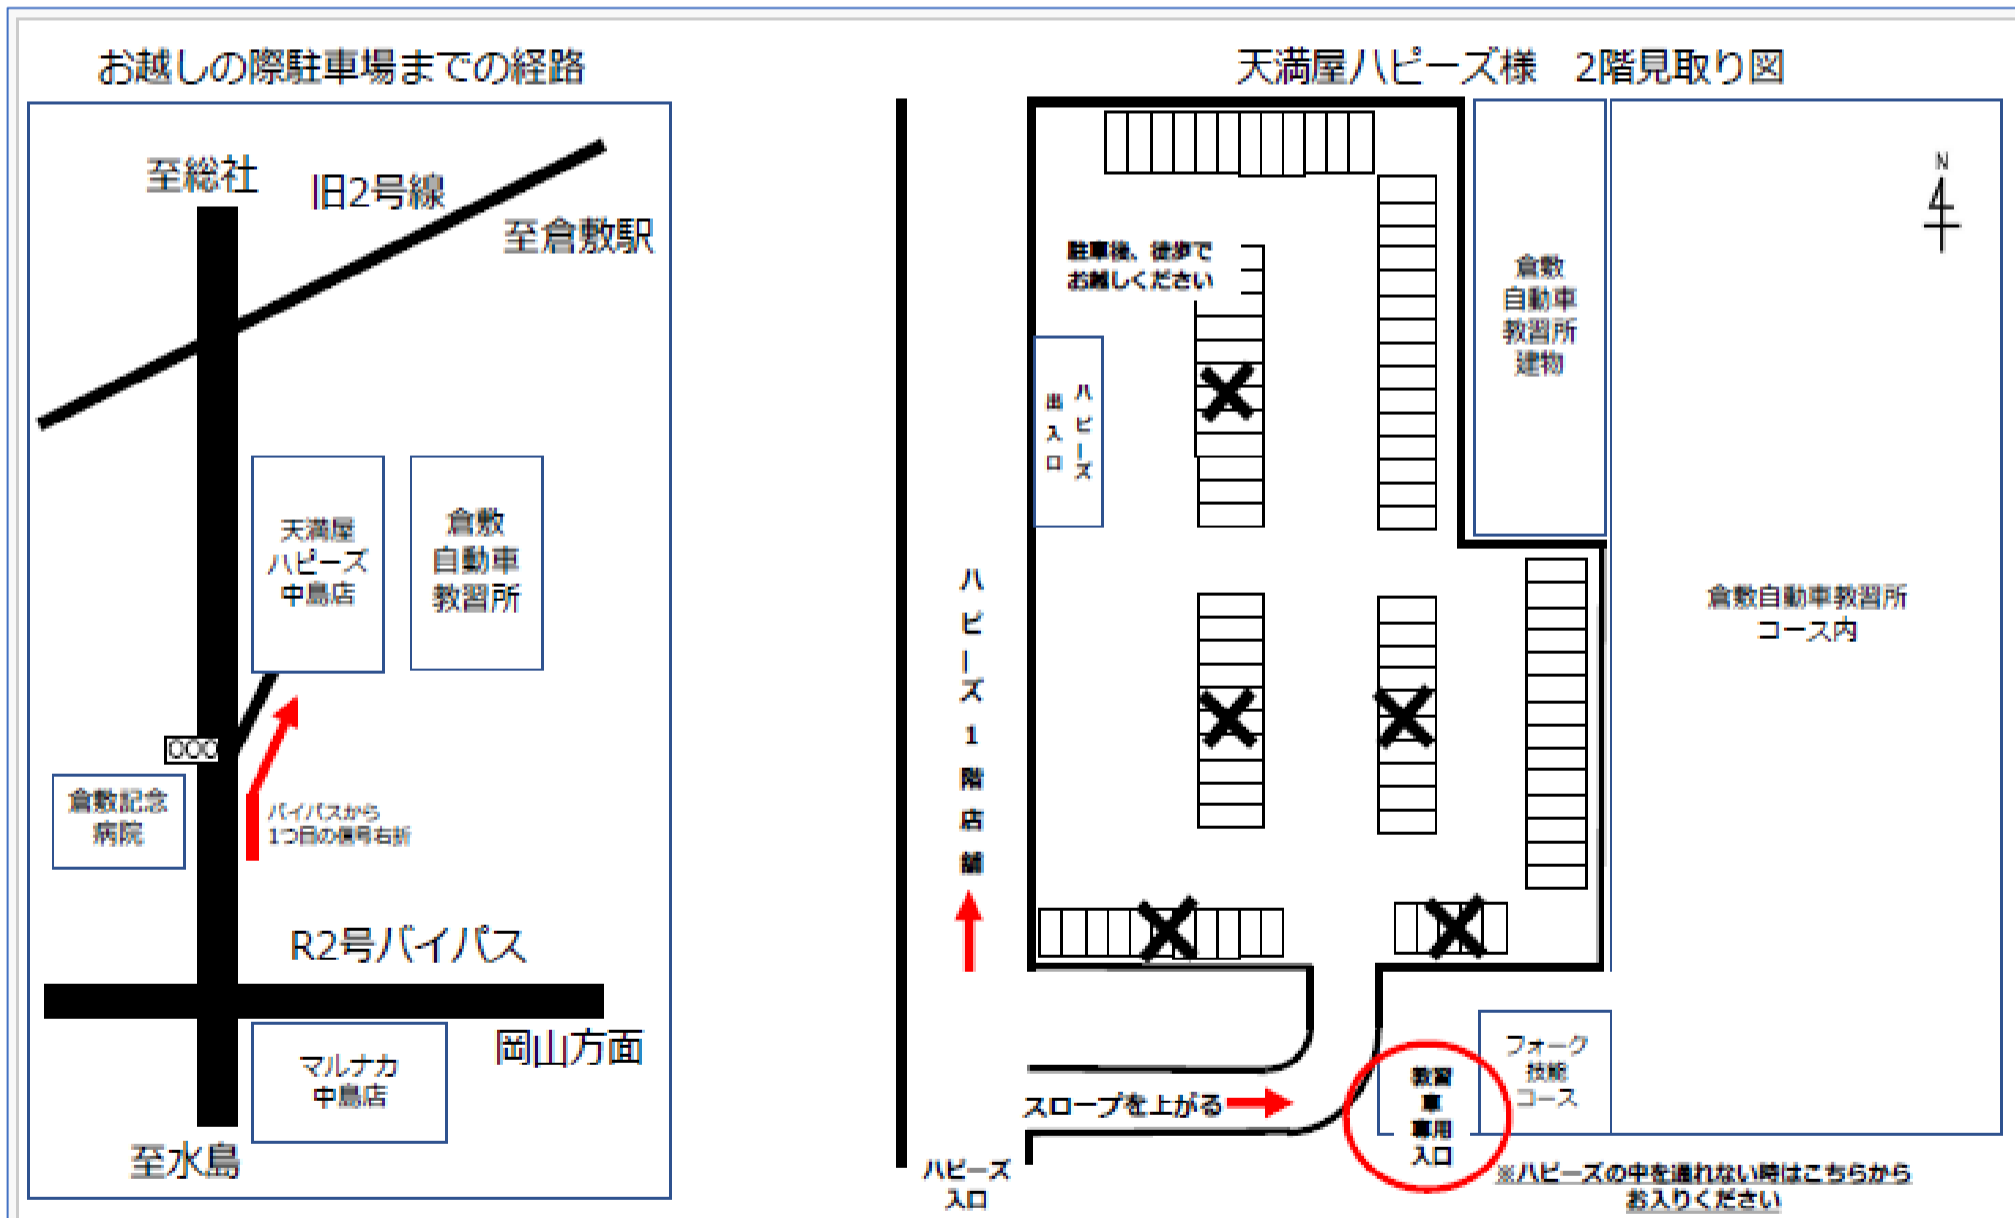 お越しの際駐車場までの経路
至総社
旧2号線
至倉敷駅
天満屋
ハピーズ
中島店
倉敷
自動車
教習所
倉敷記念
病院
バイパスから
1つ目の信号右折
R2号バイパス
岡山方面
マルナカ
中島店
至水島
天満屋ハピーズ様 2階見取り図
N
駐車後、徒歩で
お越しください
ハピーズ
出入口
倉敷
自動車
教習所
建物
倉敷自動車教習所
コース内
ハピーズ1階店舗
スロープを上がる
ハピーズ
入口
教習
車
専用
入口
フォーク
技能
コース
※ハピーズの中を通れない時はこちらから
お入りください